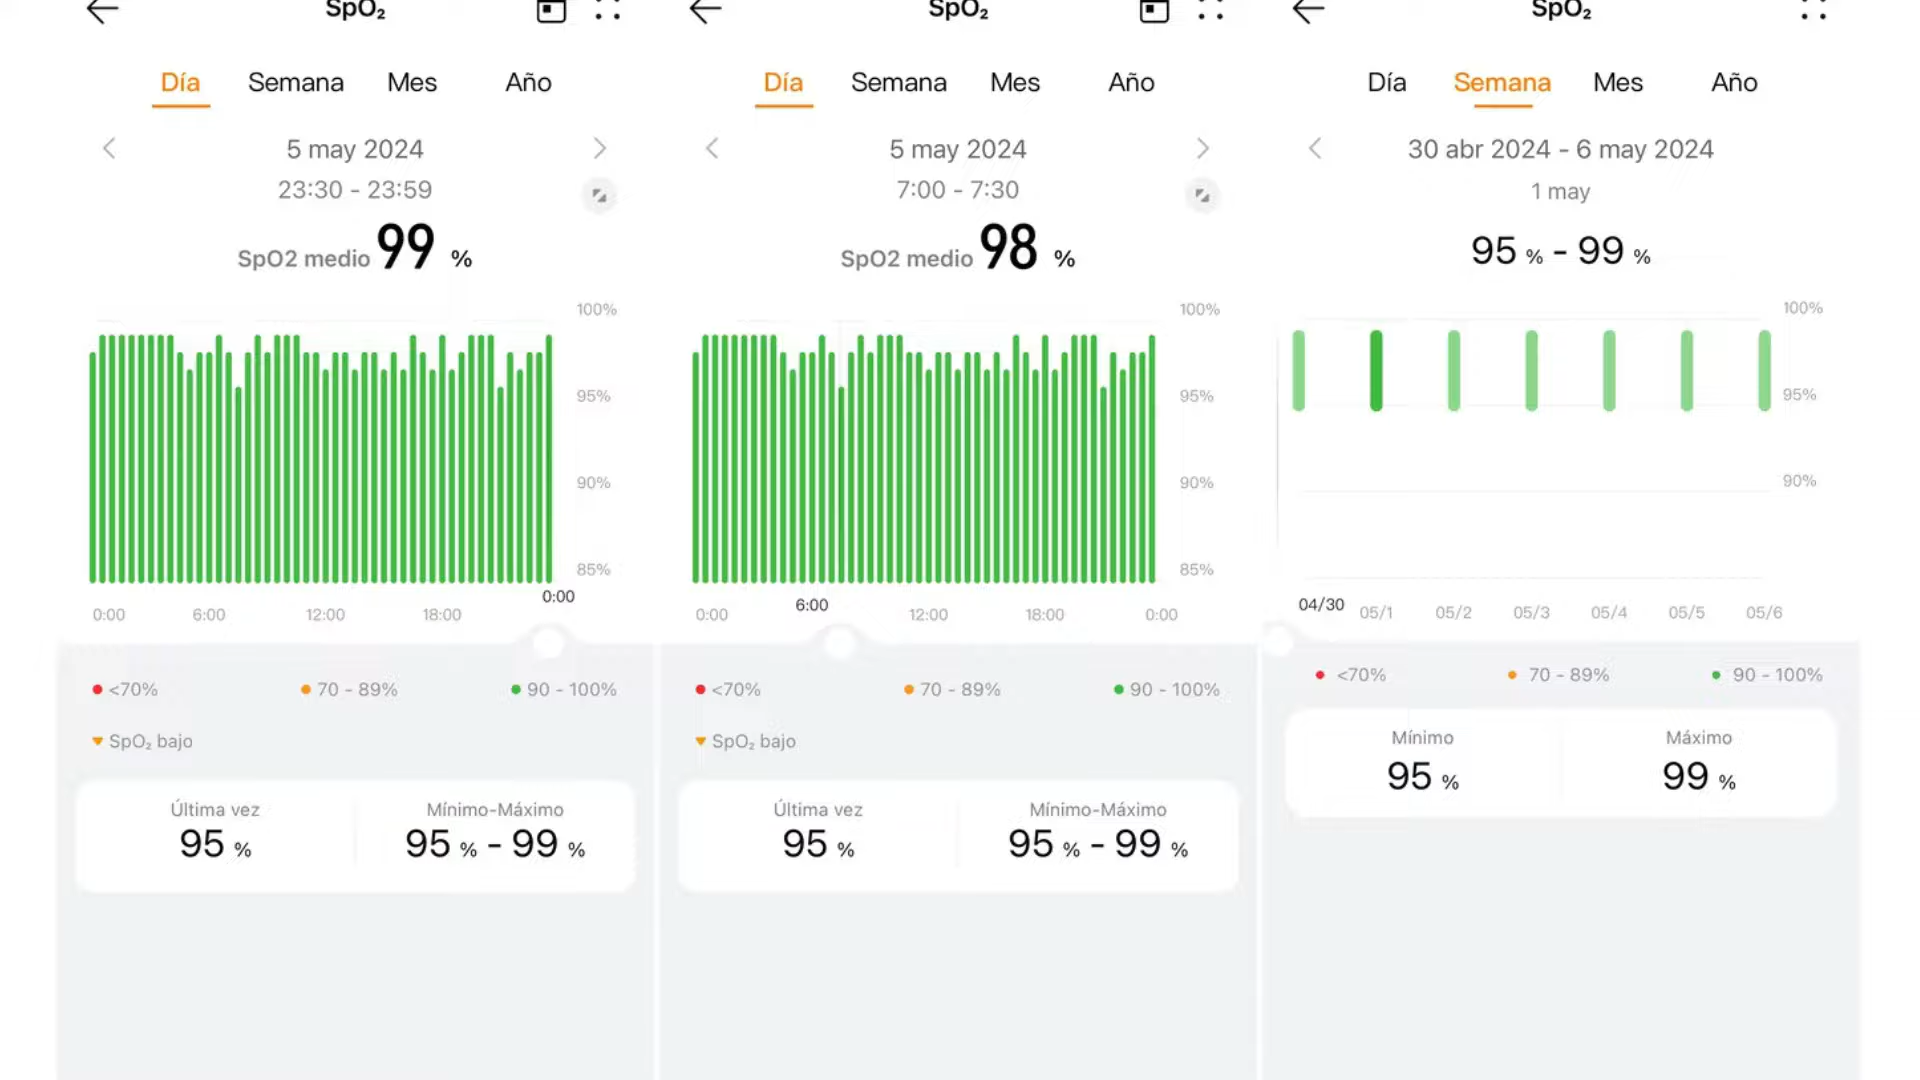 SpO₂
Día Semana Mes Año
5 may 2024
23:30 - 23:59
SpO2 medio 99 %
100%
95%
90%
85%
0:00 6:00 12:00 18:00 0:00
<70% 70 - 89% 90 - 100%
SpO₂ bajo
Última vez Mínimo-Máximo
95 % 95 % - 99 %
SpO₂
Día Semana Mes Año
5 may 2024
7:00 - 7:30
SpO2 medio 98 %
100%
95%
90%
85%
0:00 6:00 12:00 18:00 0:00
<70% 70 - 89% 90 - 100%
SpO₂ bajo
Última vez Mínimo-Máximo
95 % 95 % - 99 %
SpO₂
Día Semana Mes Año
30 abr 2024 - 6 may 2024
1 may
95 % - 99 %
100%
95%
90%
04/30 05/1 05/2 05/3 05/4 05/5 05/6
<70% 70 - 89% 90 - 100%
Mínimo Máximo
95 % 99 %